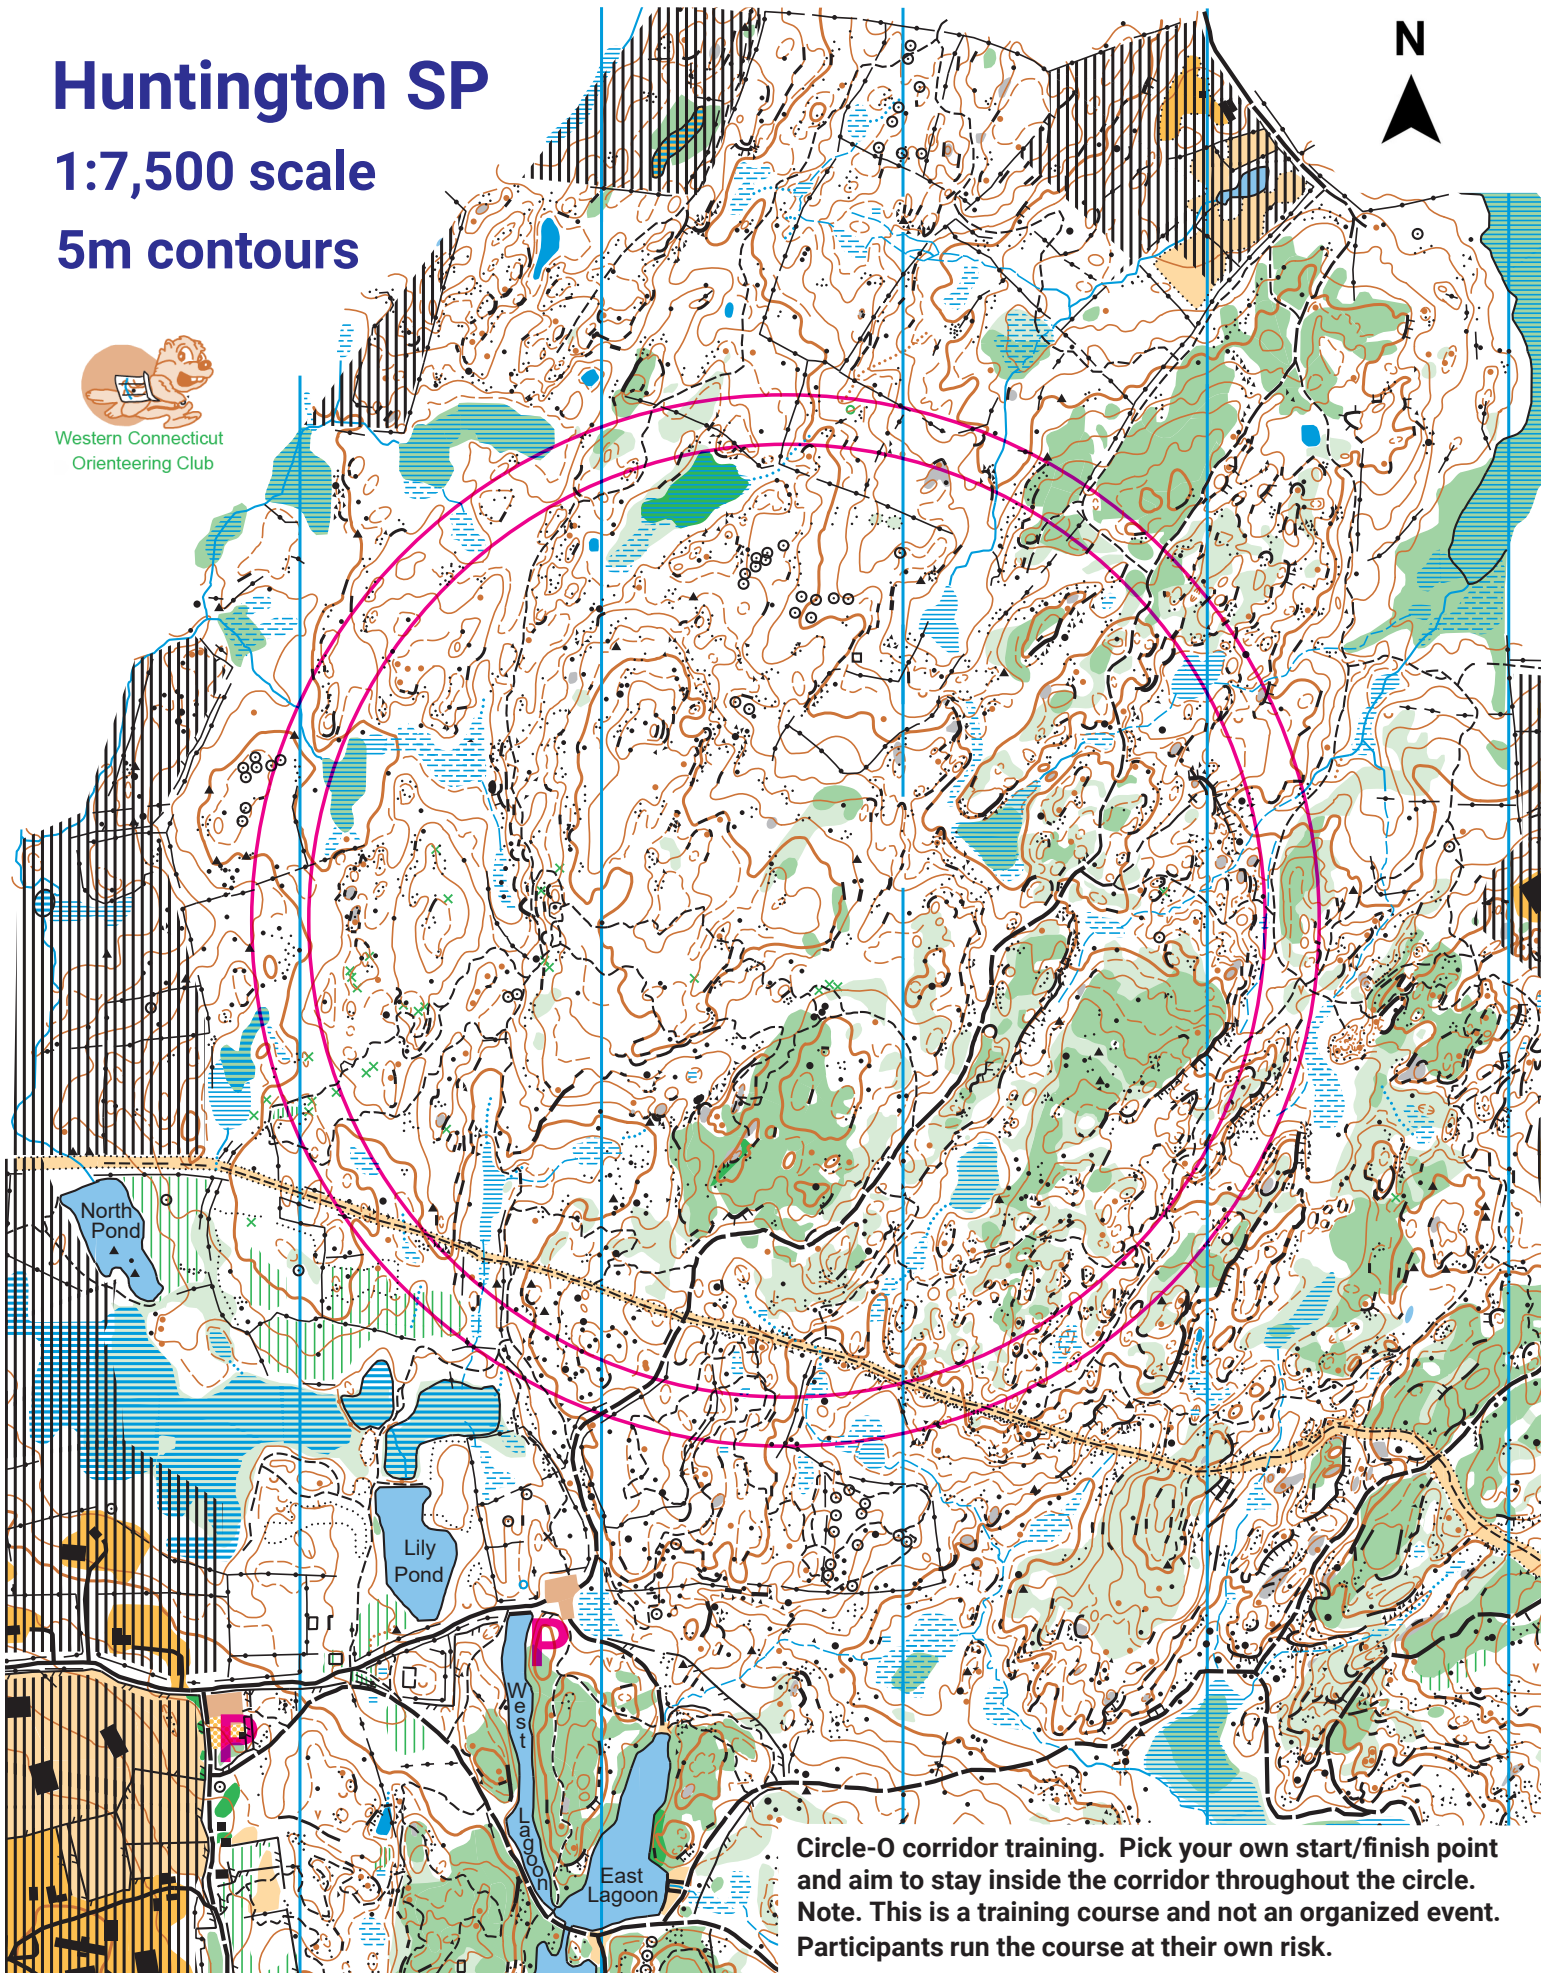 Huntington SP
N
1:7,500 scale
5m contours
Western Connecticut
Orienteering Club
North
Pond
Lily
Pond
P
West
Lagoon
P
East
Lagoon
Circle-O corridor training.  Pick your own start/finish point
and aim to stay inside the corridor throughout the circle.
Note. This is a training course and not an organized event.
Participants run the course at their own risk.